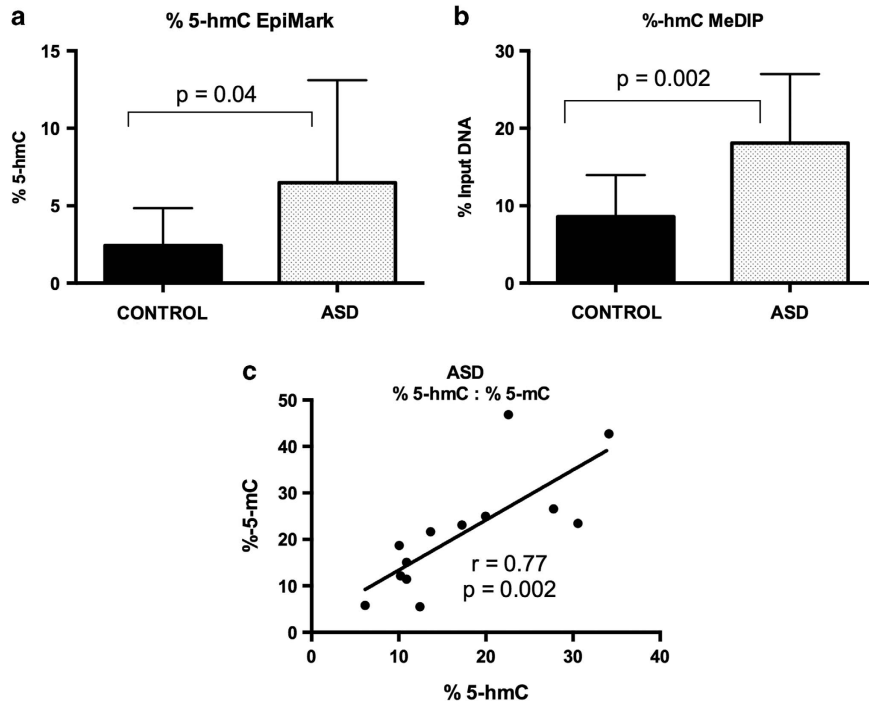 a
% 5-hmC EpiMark
15
10
5
0
% 5-hmC
p = 0.04
CONTROL
ASD
b
%-hmC MeDIP
30
20
10
0
% Input DNA
p = 0.002
CONTROL
ASD
c
ASD
% 5-hmC : % 5-mC
50
40
30
20
10
0
%-5-mC
r = 0.77
p = 0.002
0
10
20
30
40
% 5-hmC